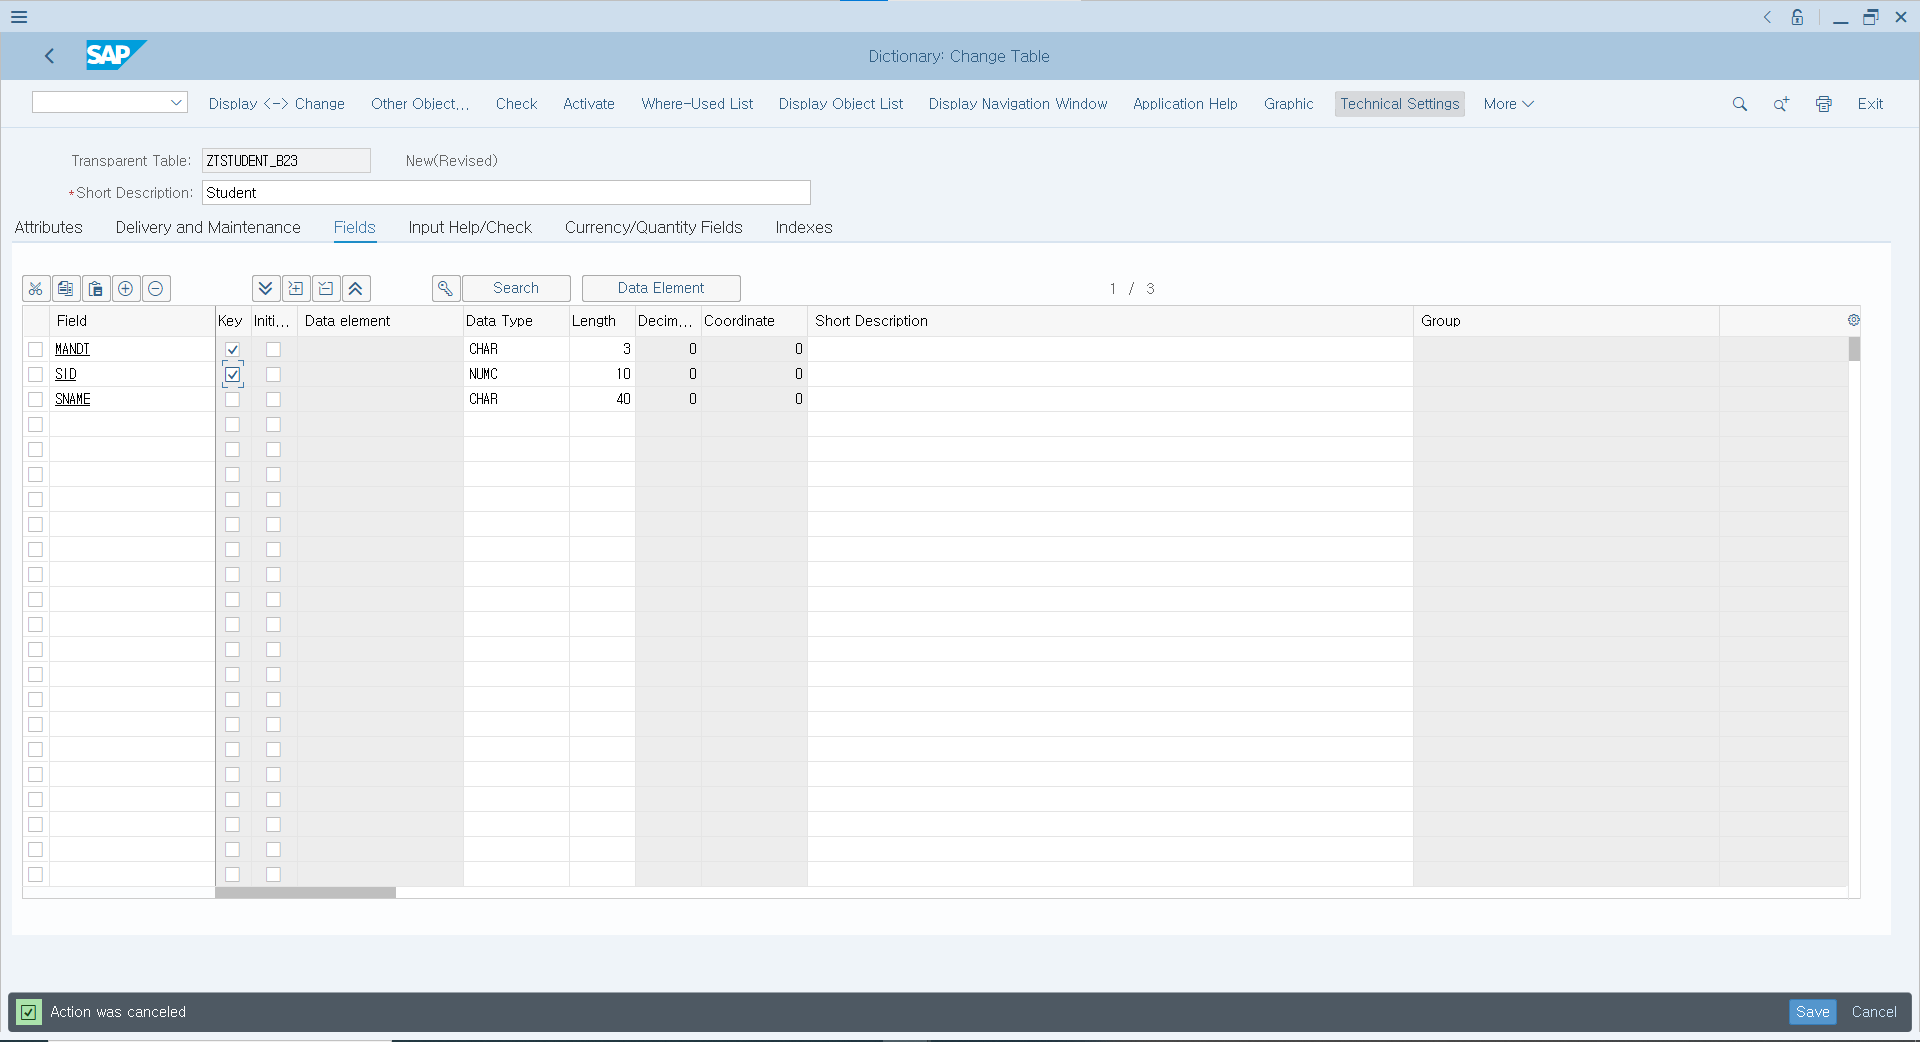 SAP
Dictionary: Change Table
Display <-> Change Other Object... Check Activate Where-Used List Display Object List Display Navigation Window Application Help Graphic Technical Settings More Exit
Transparent Table: ZTSTUDENT_B23 New(Revised)
*Short Description: Student
Attributes Delivery and Maintenance Fields Input Help/Check Currency/Quantity Fields Indexes
Search Data Element 1 / 3
Field Key Initi... Data element Data Type Length Decim... Coordinate Short Description Group
MANDT CHAR 3 0 0
SID NUMC 10 0 0
SNAME CHAR 40 0 0
Action was canceled Save Cancel